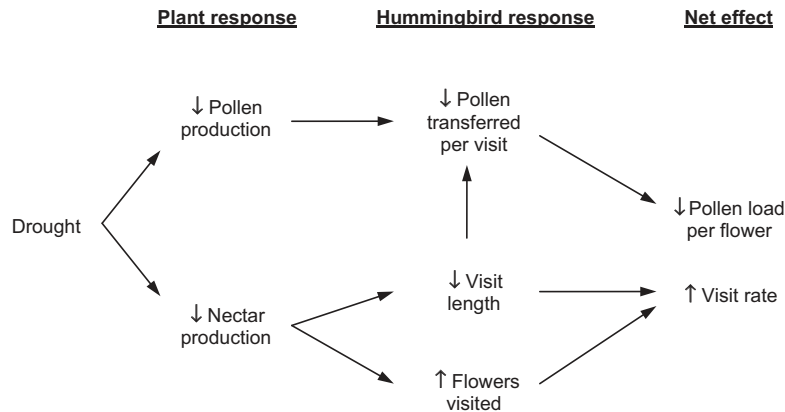 Plant response
Hummingbird response
Net effect
↓ Pollen
production
↓ Pollen
transferred
per visit
Drought
↓ Pollen load
per flower
↓ Nectar
production
↓ Visit
length
↑ Visit rate
↑ Flowers
visited